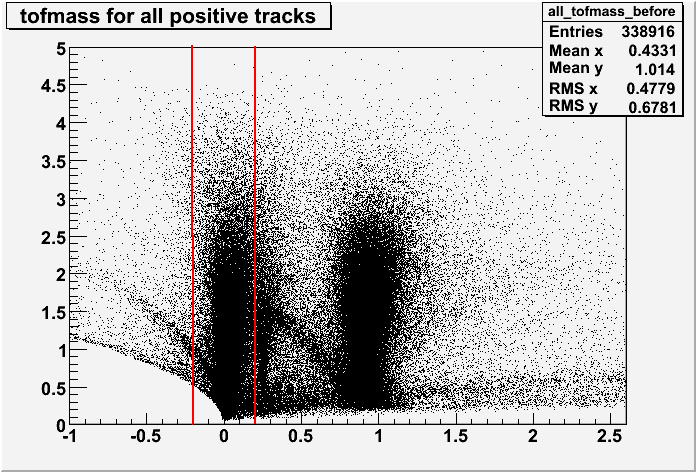 tofmass for all positive tracks
all_tofmass_before
Entries 338916
Mean x 0.4331
Mean y 1.014
RMS x 0.4779
RMS y 0.6781
5
4.5
4
3.5
3
2.5
2
1.5
1
0.5
0
-1 -0.5 0 0.5 1 1.5 2 2.5